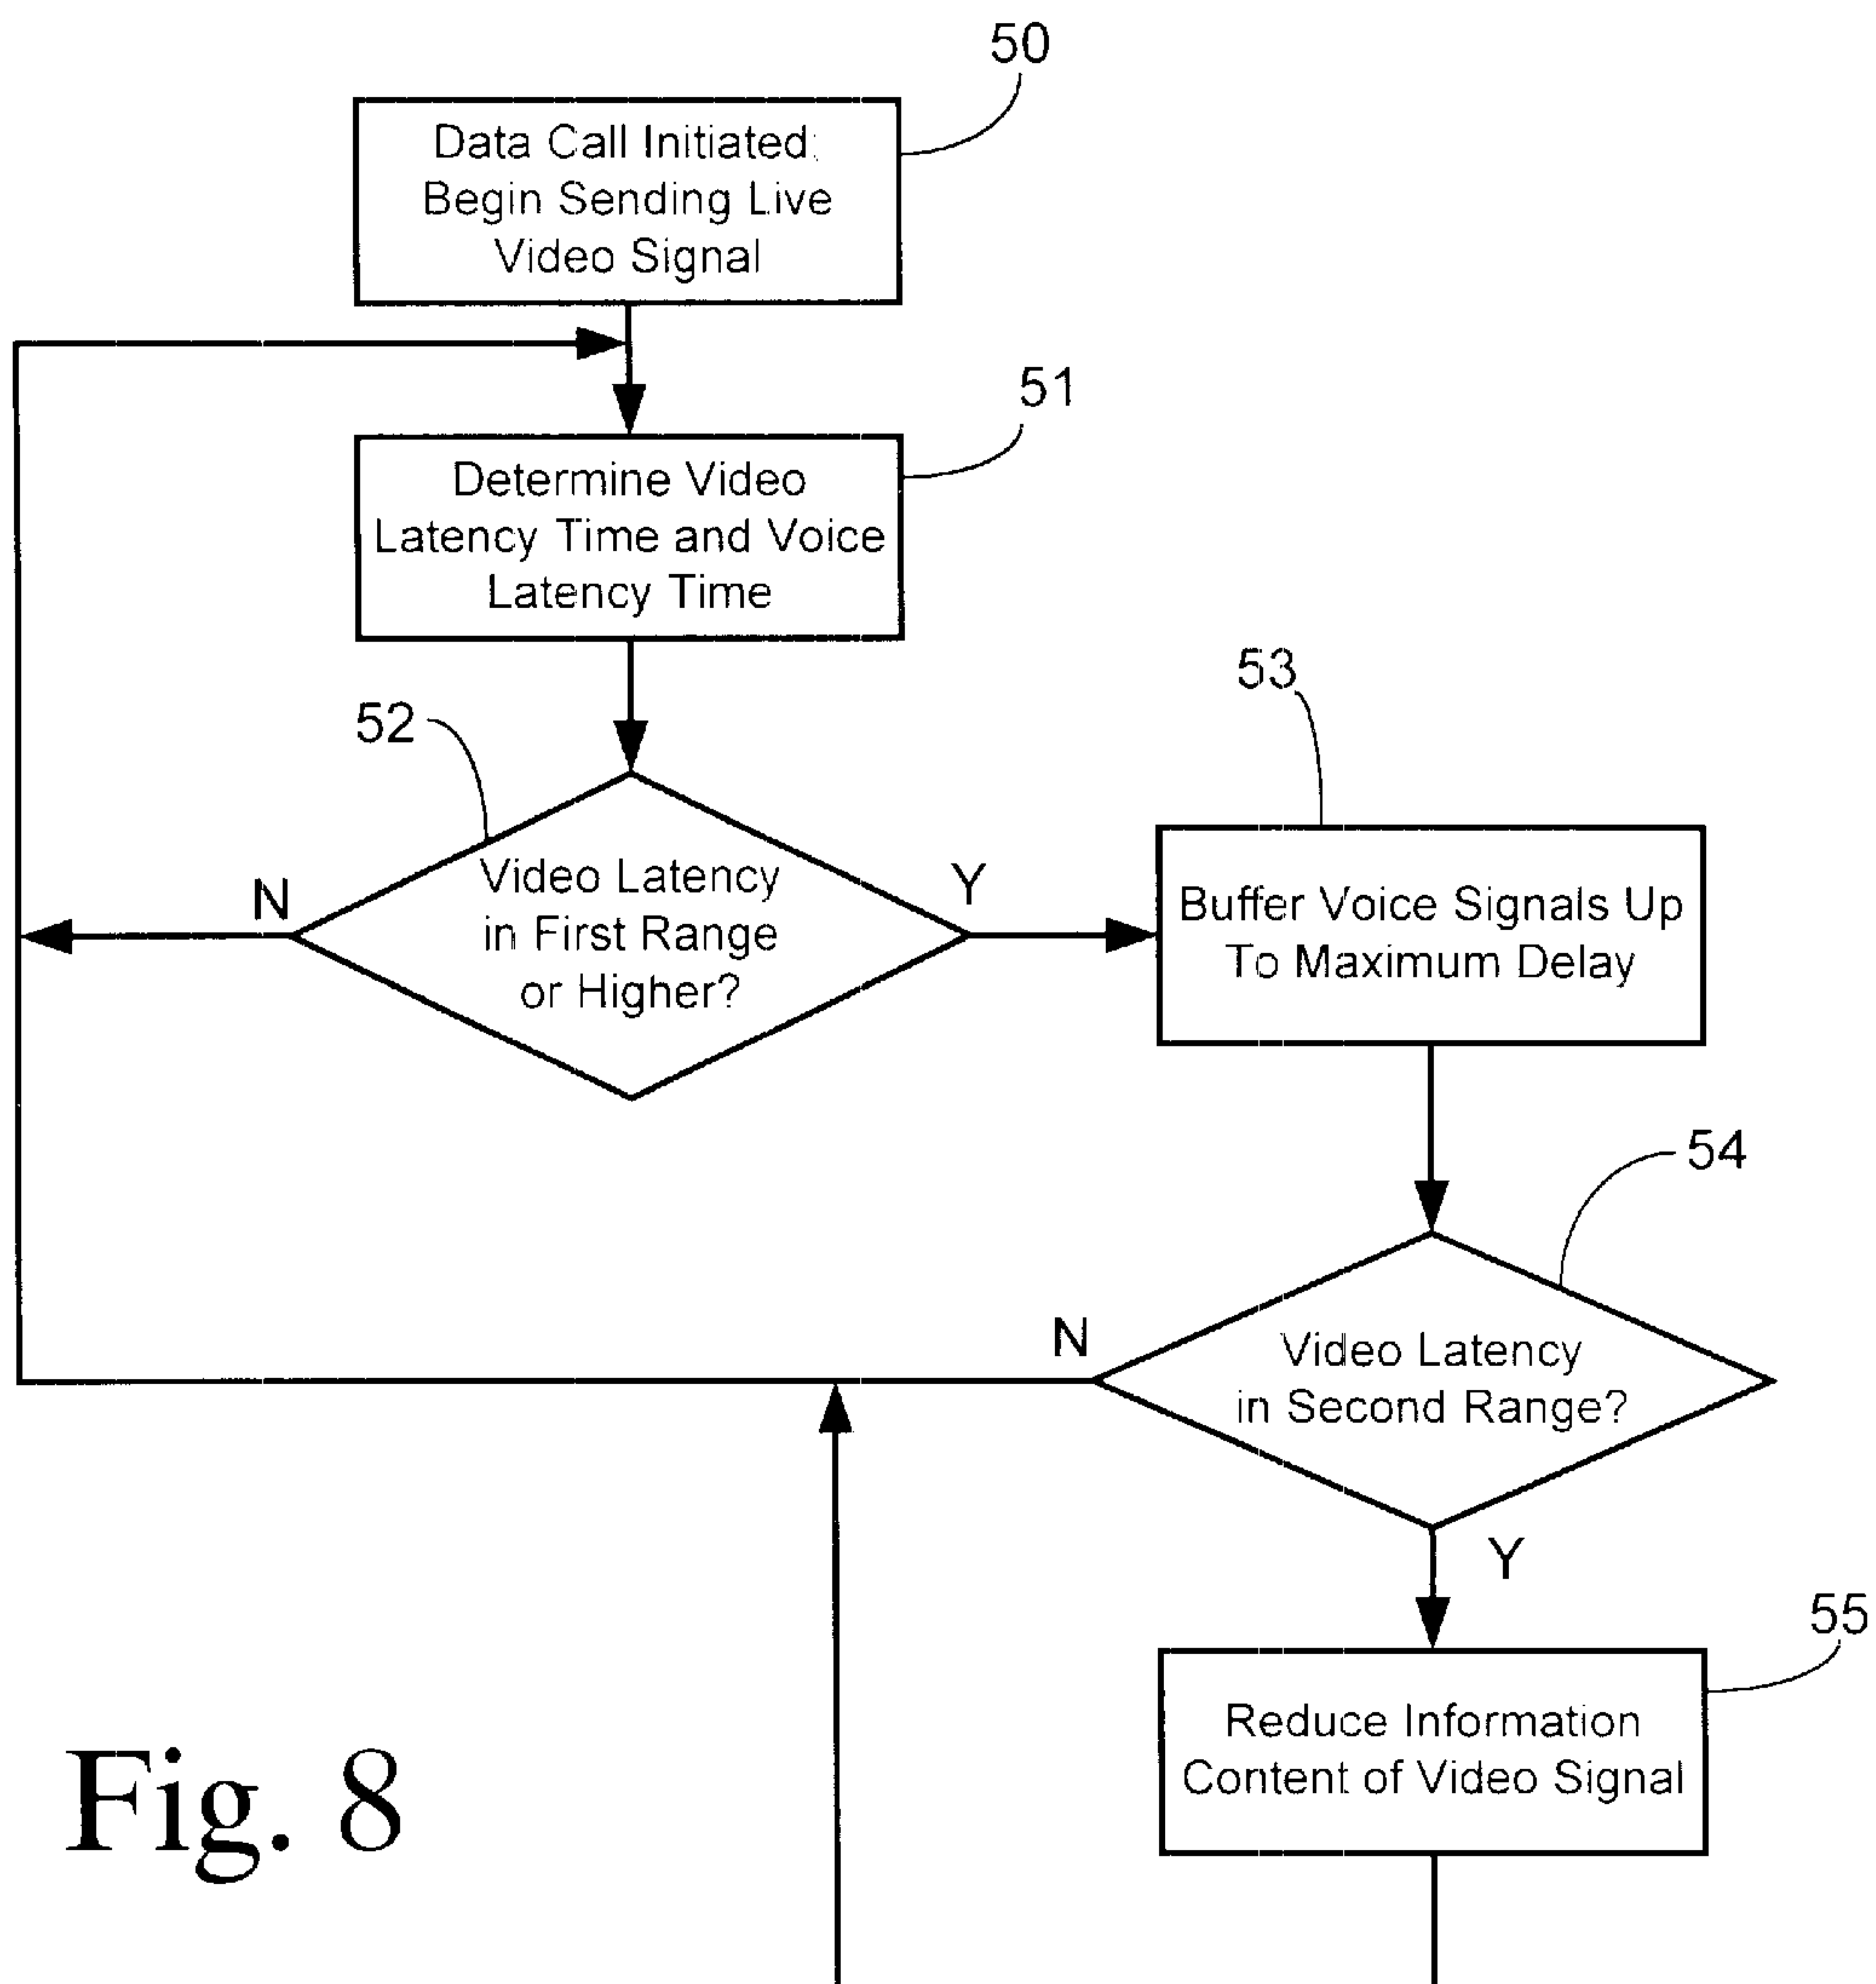 50
Data Call Initiated:
Begin Sending Live
Video Signal
51
Determine Video
Latency Time and Voice
Latency Time
52
Video Latency
in First Range
or Higher?
N
Y
53
Buffer Voice Signals Up
To Maximum Delay
54
Video Latency
in Second Range?
N
Y
55
Reduce Information
Content of Video Signal
Fig. 8